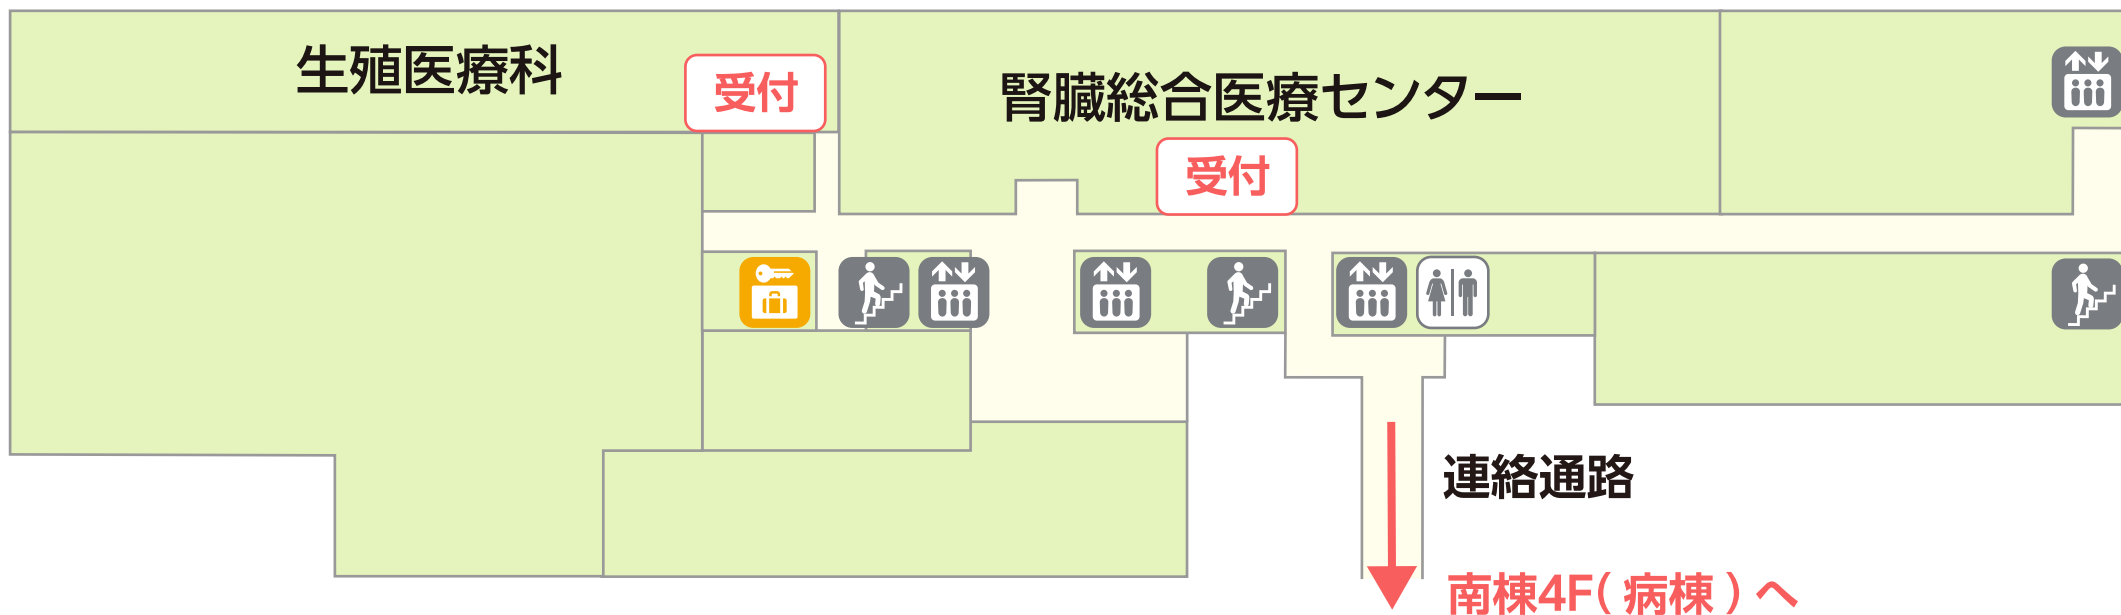 生殖医療科
受付
腎臓総合医療センター
受付
連絡通路
南棟4F(病棟)へ